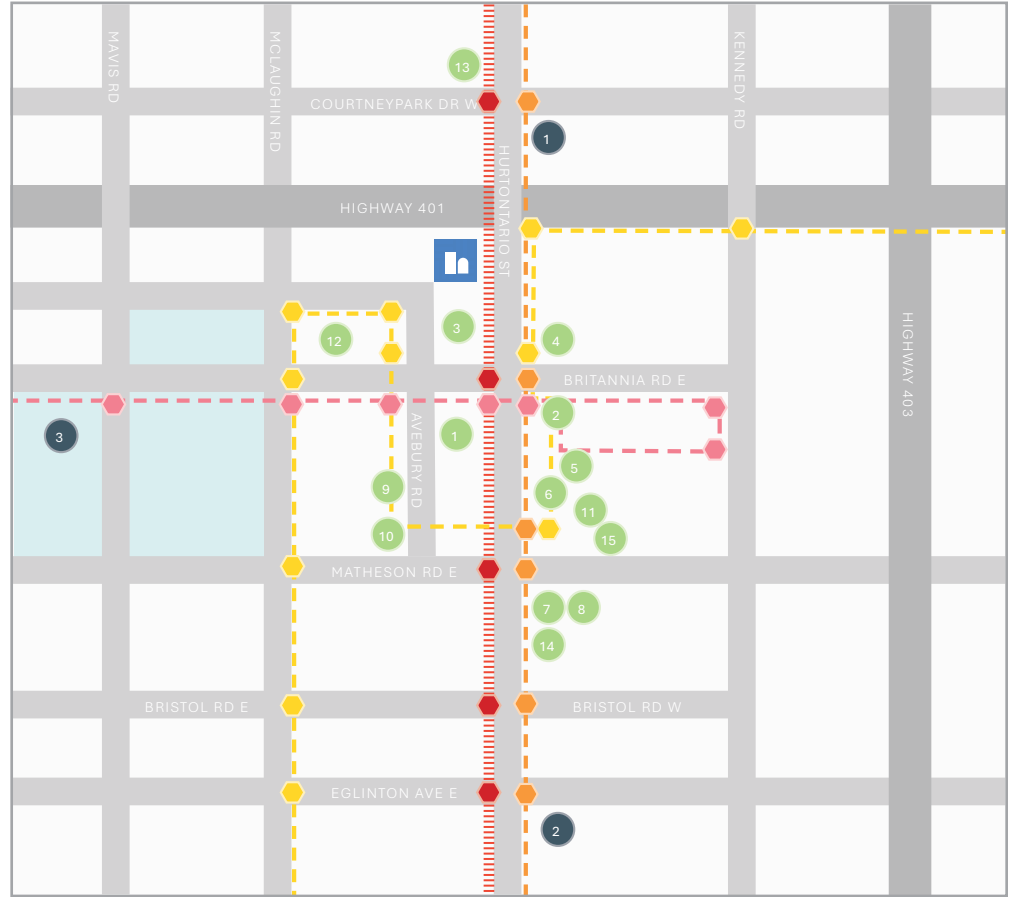 MAVIS RD
MCLAUGHIN RD
KENNEDY RD
13
COURTNEYPARK DR W
1
HURTONTARIO ST
HIGHWAY 401
HIGHWAY 403
3
12
4
BRITANNIA RD E
2
AVEBURY RD
3
1
5
9
6
11
10
15
MATHESON RD E
7
8
14
BRISTOL RD E
BRISTOL RD W
EGLINTON AVE E
2